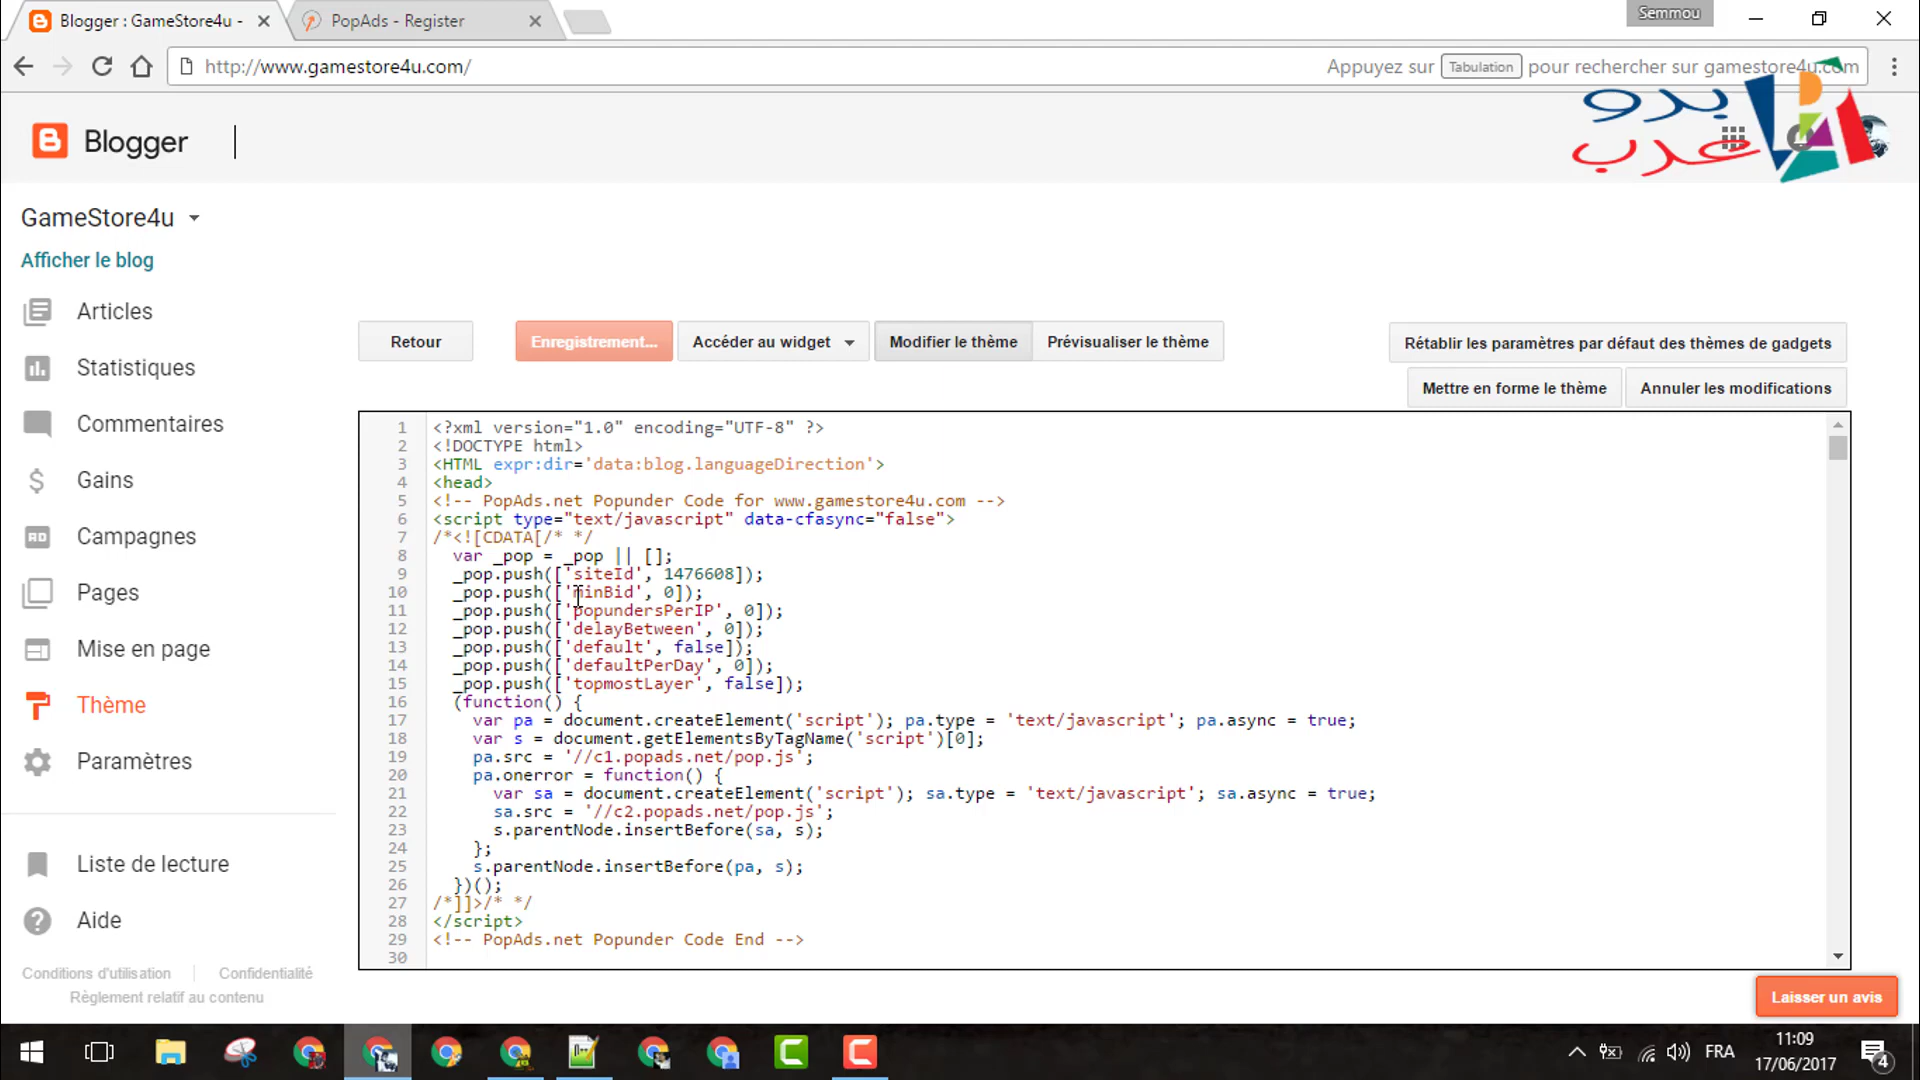 Blogger : GameStore4u -
PopAds - Register
Semmou
http://www.gamestore4u.com/
Appuyez sur Tabulation pour rechercher sur gamestore4u.com
Blogger
بدو
عرب
GameStore4u
Afficher le blog
Articles
Statistiques
Commentaires
Gains
Campagnes
Pages
Mise en page
Thème
Paramètres
Liste de lecture
Aide
Conditions d'utilisation
Confidentialité
Règlement relatif au contenu
Retour
Enregistrement...
Accéder au widget
Modifier le thème
Prévisualiser le thème
Rétablir les paramètres par défaut des thèmes de gadgets
Mettre en forme le thème
Annuler les modifications
1 <?xml version="1.0" encoding="UTF-8" ?>
2 <!DOCTYPE html>
3 <HTML expr:dir='data:blog.languageDirection'>
4 <head>
5 <!-- PopAds.net Popunder Code for www.gamestore4u.com -->
6 <script type="text/javascript" data-cfasync="false">
7 /*<![CDATA[/* */
8 var _pop = _pop || [];
9 _pop.push(['siteId', 1476608]);
10 _pop.push(['minBid', 0]);
11 _pop.push(['popundersPerIP', 0]);
12 _pop.push(['delayBetween', 0]);
13 _pop.push(['default', false]);
14 _pop.push(['defaultPerDay', 0]);
15 _pop.push(['topmostLayer', false]);
16 (function() {
17 var pa = document.createElement('script'); pa.type = 'text/javascript'; pa.async = true;
18 var s = document.getElementsByTagName('script')[0];
19 pa.src = '//c1.popads.net/pop.js';
20 pa.onerror = function() {
21 var sa = document.createElement('script'); sa.type = 'text/javascript'; sa.async = true;
22 sa.src = '//c2.popads.net/pop.js';
23 s.parentNode.insertBefore(sa, s);
24 };
25 s.parentNode.insertBefore(pa, s);
26 })();
27 /*]]>/* */
28 </script>
29 <!-- PopAds.net Popunder Code End -->
30
Laisser un avis
FRA
11:09
17/06/2017
4